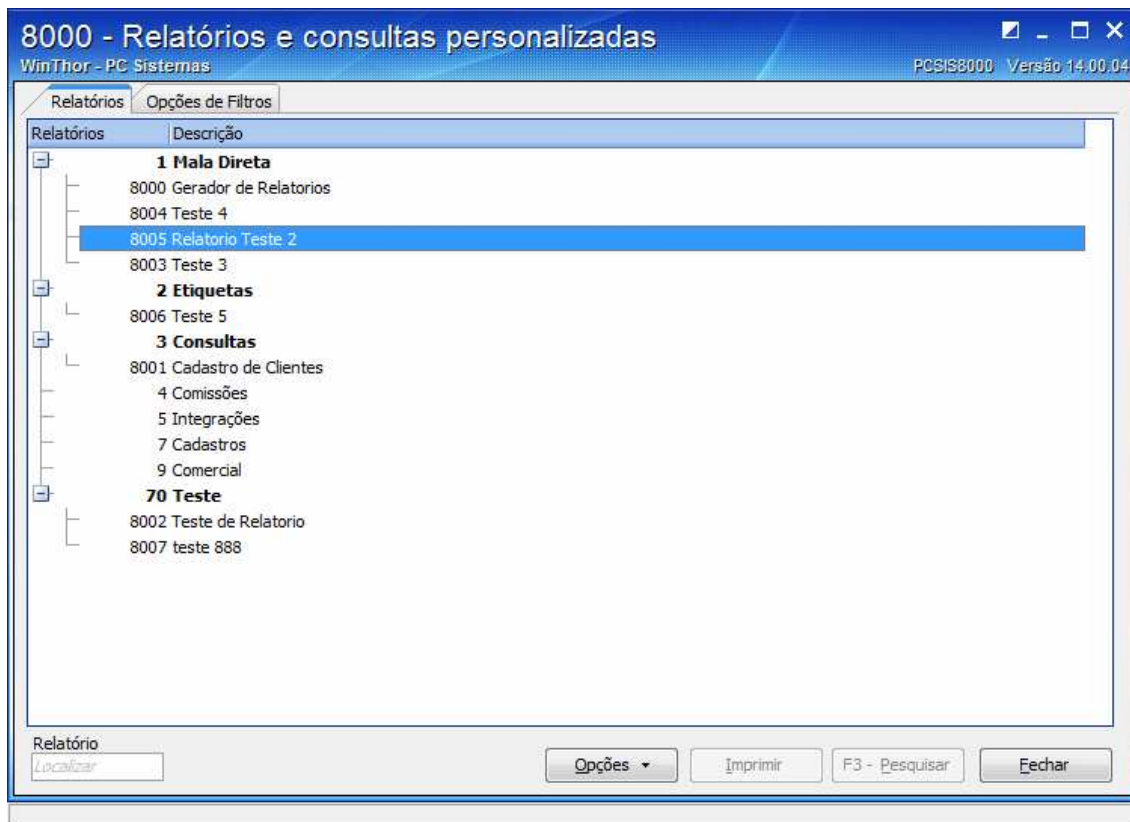 8000 - Relatórios e consultas personalizadas
WinThor - PC Sistemas
PCSIS8000 Versão 14.00.04
Relatórios Opções de Filtros
Relatórios Descrição
1 Mala Direta
8000 Gerador de Relatorios
8004 Teste 4
8005 Relatorio Teste 2
8003 Teste 3
2 Etiquetas
8006 Teste 5
3 Consultas
8001 Cadastro de Clientes
4 Comissões
5 Integrações
7 Cadastros
9 Comercial
70 Teste
8002 Teste de Relatorio
8007 teste 888
Relatório
Localizar
Opções Imprimir F3 - Pesquisar Fechar